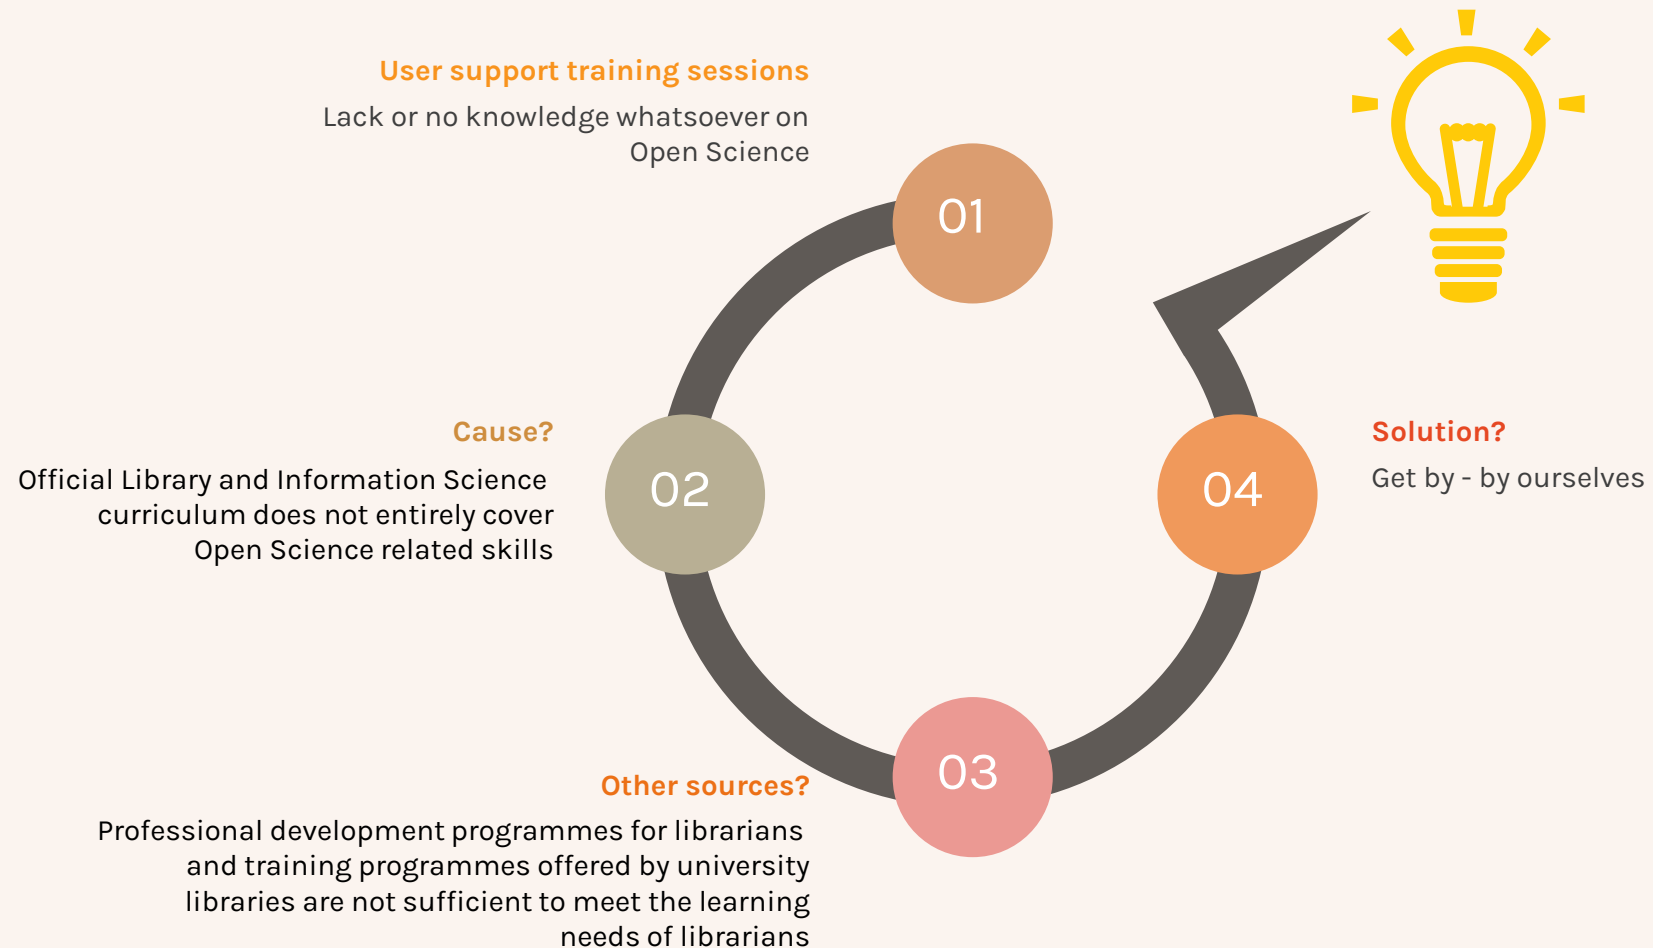 User support training sessions
Lack or no knowledge whatsoever on
Open Science
01
Cause?
Official Library and Information Science
curriculum does not entirely cover
Open Science related skills
02
Other sources?
Professional development programmes for librarians
and training programmes offered by university
libraries are not sufficient to meet the learning
needs of librarians
03
04
Solution?
Get by - by ourselves